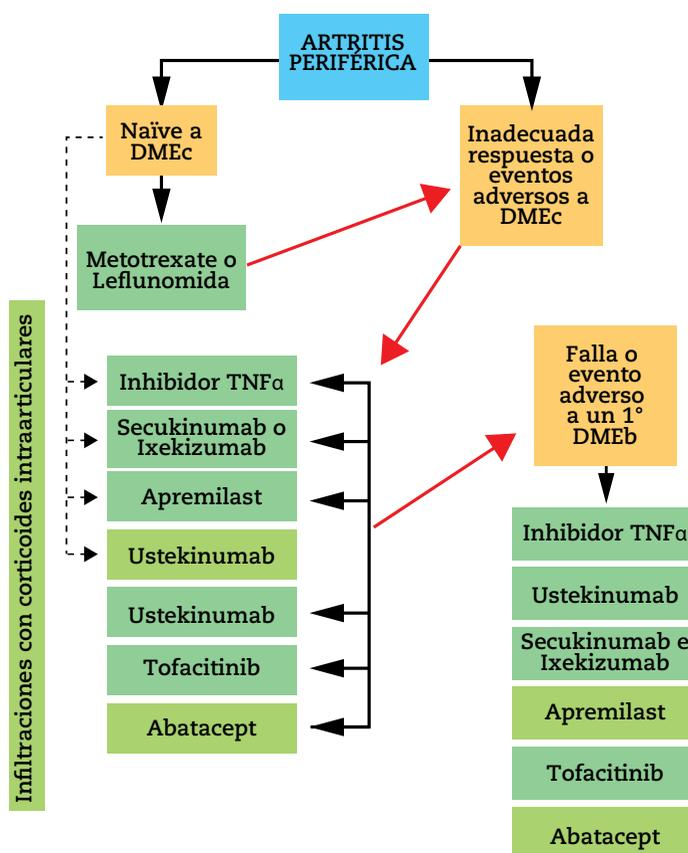 ARTRITIS
PERIFÉRICA
Naïve a
DMEc
Inadecuada
respuesta o
eventos
adversos a
DMEc
Metotrexate o
Leflunomida
Infiltraciones con corticoides intraarticulares
Inhibidor TNFα
Secukinumab o
Ixekizumab
Apremilast
Ustekinumab
Ustekinumab
Tofacitinib
Abatacept
Falla o
evento
adverso
a un 1°
DMEb
Inhibidor TNFα
Ustekinumab
Secukinumab e
Ixekizumab
Apremilast
Tofacitinib
Abatacept